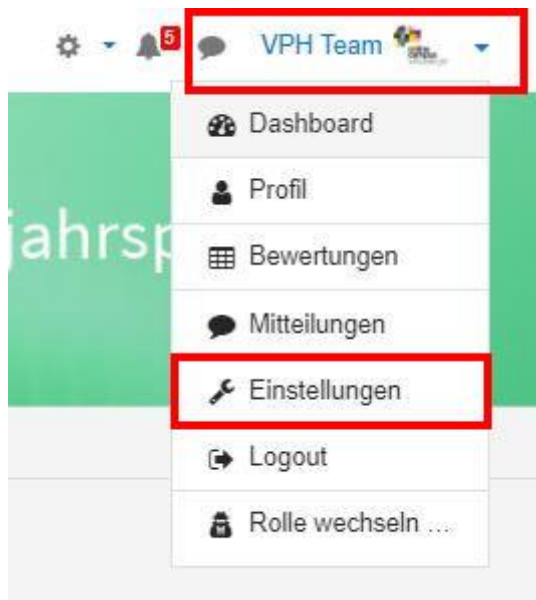 5
VPH Team
Dashboard
jahrsp
Profil
Bewertungen
Mitteilungen
Einstellungen
Logout
Rolle wechseln ...